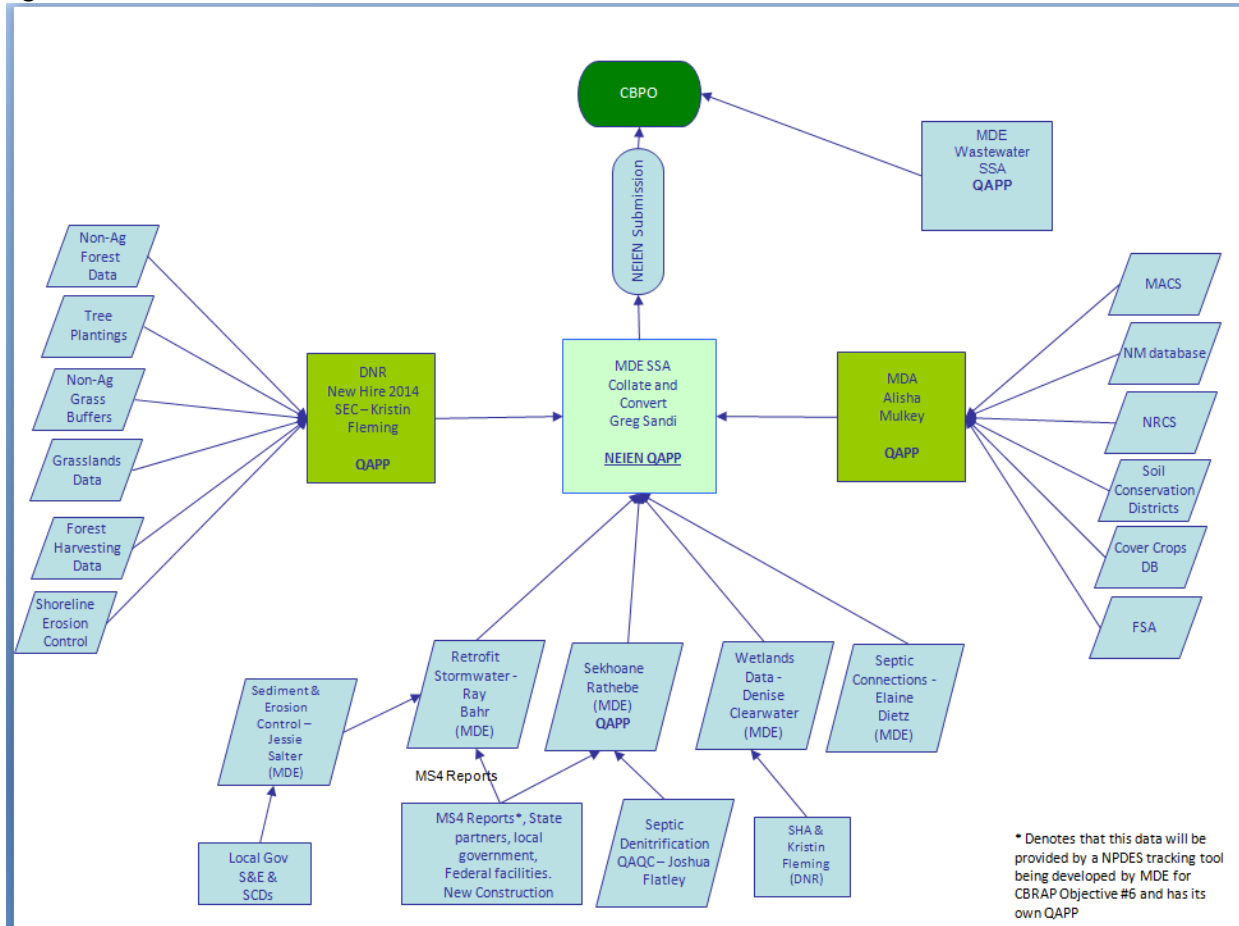 CBPO
MDE
Wastewater
SSA
QAPP
NEIEN Submission
Non-Ag
Forest
Data
Tree
Plantings
Non-Ag
Grass
Buffers
Grasslands
Data
Forest
Harvesting
Data
Shoreline
Erosion
Control
DNR
New Hire 2014
SEC – Kristin
Fleming
QAPP
MDE SSA
Collate and
Convert
Greg Sandi
NEIEN QAPP
MDA
Alisha
Mulkey
QAPP
MACS
NM database
NRCS
Soil
Conservation
Districts
Cover Crops
DB
FSA
Sediment &
Erosion
Control –
Jessie
Salter
(MDE)
Retrofit
Stormwater -
Ray
Bahr
(MDE)
Sekhoane
Rathebe
(MDE)
QAPP
Wetlands
Data -
Denise
Clearwater
(MDE)
Septic
Connections -
Elaine
Dietz
(MDE)
MS4 Reports
Local Gov
S&E &
SCDs
MS4 Reports*, State
partners, local
government,
Federal facilities.
New Construction
Septic
Denitrification
QAQC – Joshua
Flatley
SHA &
Kristin
Fleming
(DNR)
* Denotes that this data will be
provided by a NPDES tracking tool
being developed by MDE for
CBRAP Objective #6 and has its
own QAPP